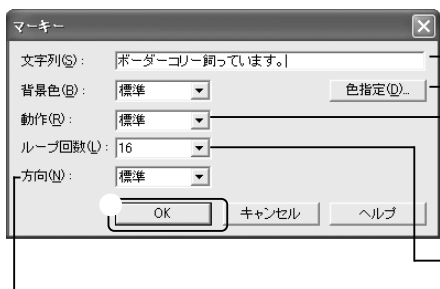 マーキー
文字列(S)： ボーダーコリー飼っています。
背景色(B)： 標準 色指定(D)...
動作(R)： 標準
ループ回数(L)： 16
方向(N)： 標準
OK キャンセル ヘルプ